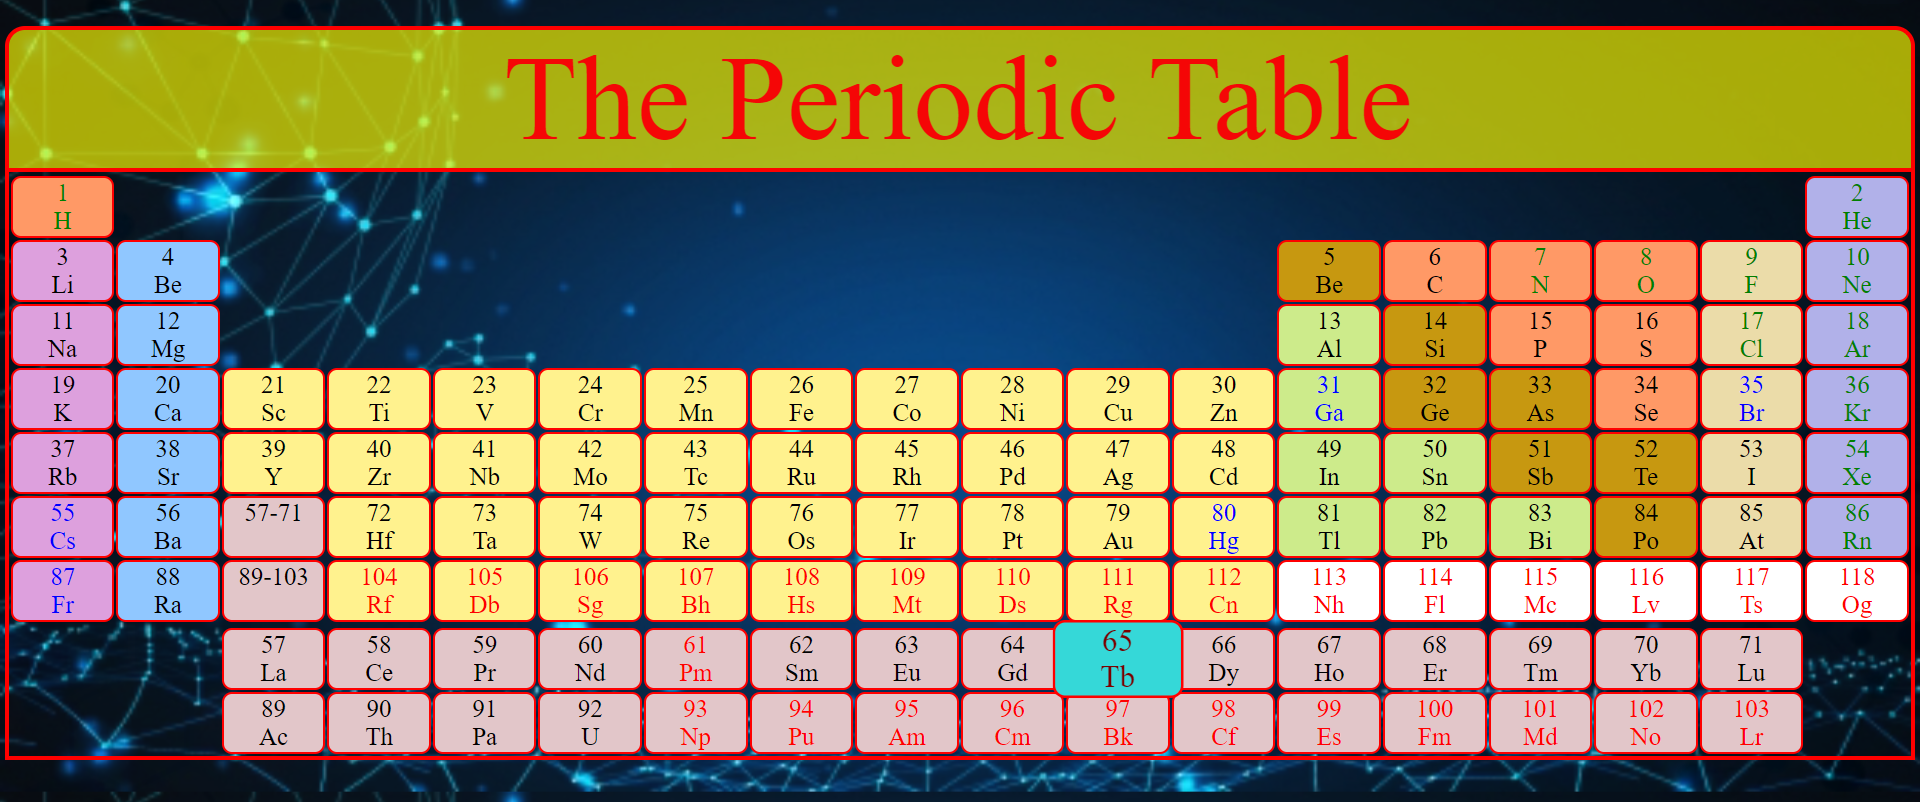 The Periodic Table
1 2
H He
3 4 5 6 7 8 9 10
Li Be Be C N O F Ne
11 12 13 14 15 16 17 18
Na Mg Al Si P S Cl Ar
19 20 21 22 23 24 25 26 27 28 29 30 31 32 33 34 35 36
K Ca Sc Ti V Cr Mn Fe Co Ni Cu Zn Ga Ge As Se Br Kr
37 38 39 40 41 42 43 44 45 46 47 48 49 50 51 52 53 54
Rb Sr Y Zr Nb Mo Tc Ru Rh Pd Ag Cd In Sn Sb Te I Xe
55 56 57-71 72 73 74 75 76 77 78 79 80 81 82 83 84 85 86
Cs Ba Hf Ta W Re Os Ir Pt Au Hg Tl Pb Bi Po At Rn
87 88 89-103 104 105 106 107 108 109 110 111 112 113 114 115 116 117 118
Fr Ra Rf Db Sg Bh Hs Mt Ds Rg Cn Nh Fl Mc Lv Ts Og
57 58 59 60 61 62 63 64 65 66 67 68 69 70 71
La Ce Pr Nd Pm Sm Eu Gd Tb Dy Ho Er Tm Yb Lu
89 90 91 92 93 94 95 96 97 98 99 100 101 102 103
Ac Th Pa U Np Pu Am Cm Bk Cf Es Fm Md No Lr